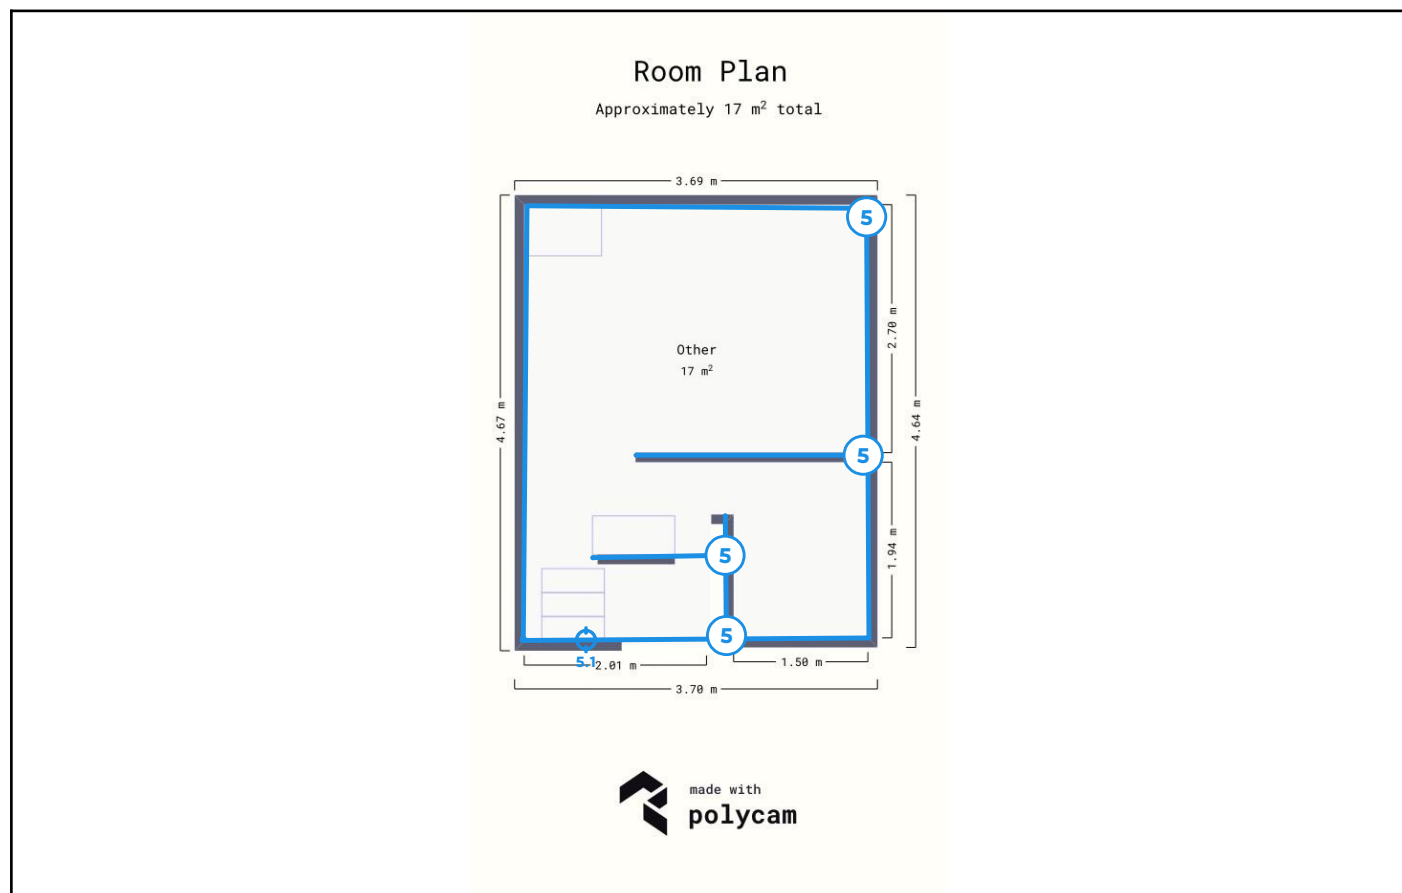 Room Plan
Approximately 17 m² total
3.69 m
5
2.70 m
Other
17 m²
4.67 m
4.64 m
5
1.94 m
5
5
5.1
2.01 m
1.50 m
3.70 m
made with
polycam